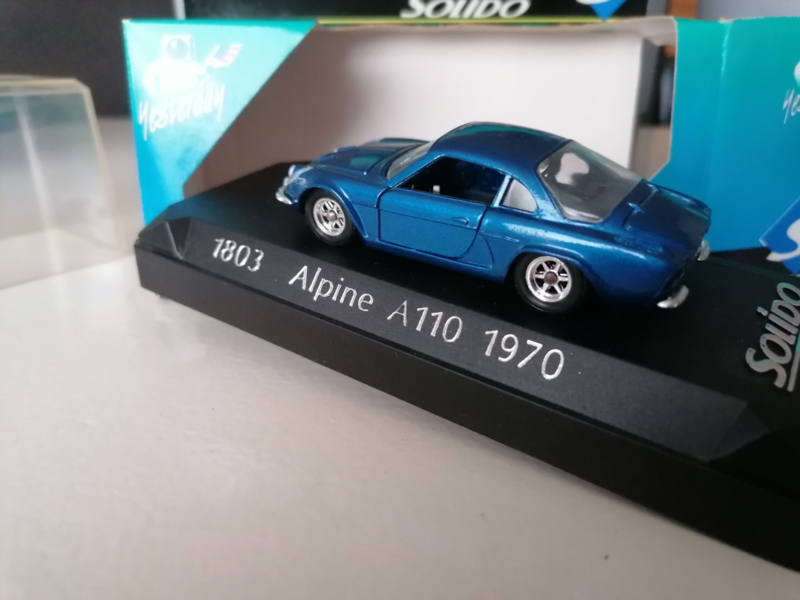 SOLIDO
Yesterday
1803 Alpine A110 1970
SOLIDO